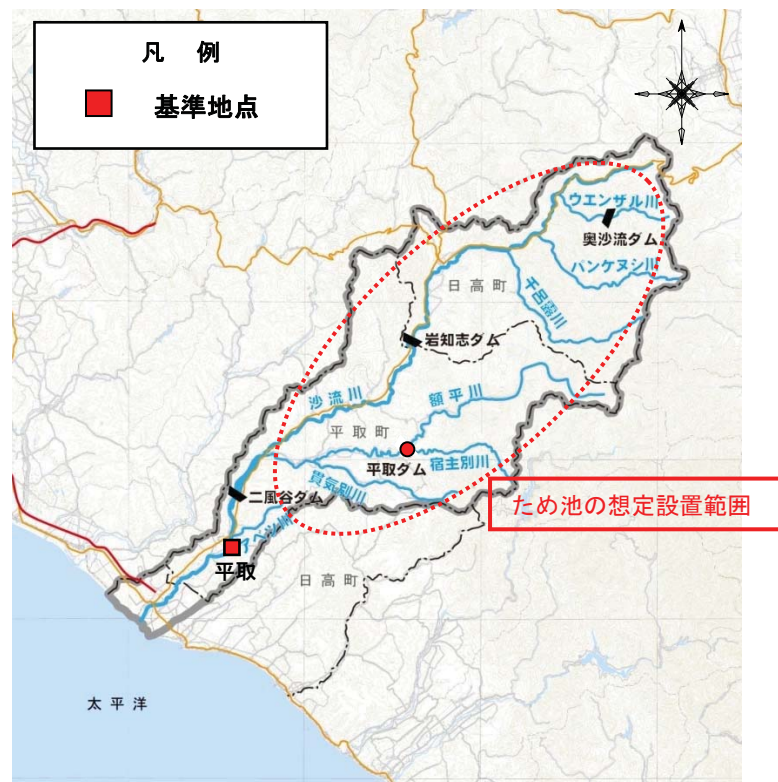 凡 例
基準地点
ウエンザル川
奥沙流ダム
パンケヌシ川
日高町
千呂露川
岩知志ダム
沙流川
額平川
平取町
平取ダム
宿主別川
貫気別川
二風谷ダム
ため池の想定設置範囲
アベツ川
平取
日高町
太平洋